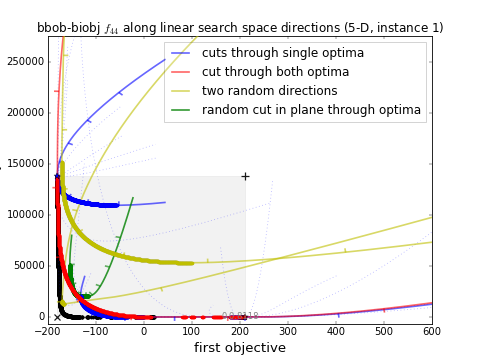 bbob-biobj f44 along linear search space directions (5-D, instance 1)
cuts through single optima
cut through both optima
two random directions
random cut in plane through optima
250000
200000
150000
100000
50000
0
−200 −100 0 100 200 300 400 500 600
first objective